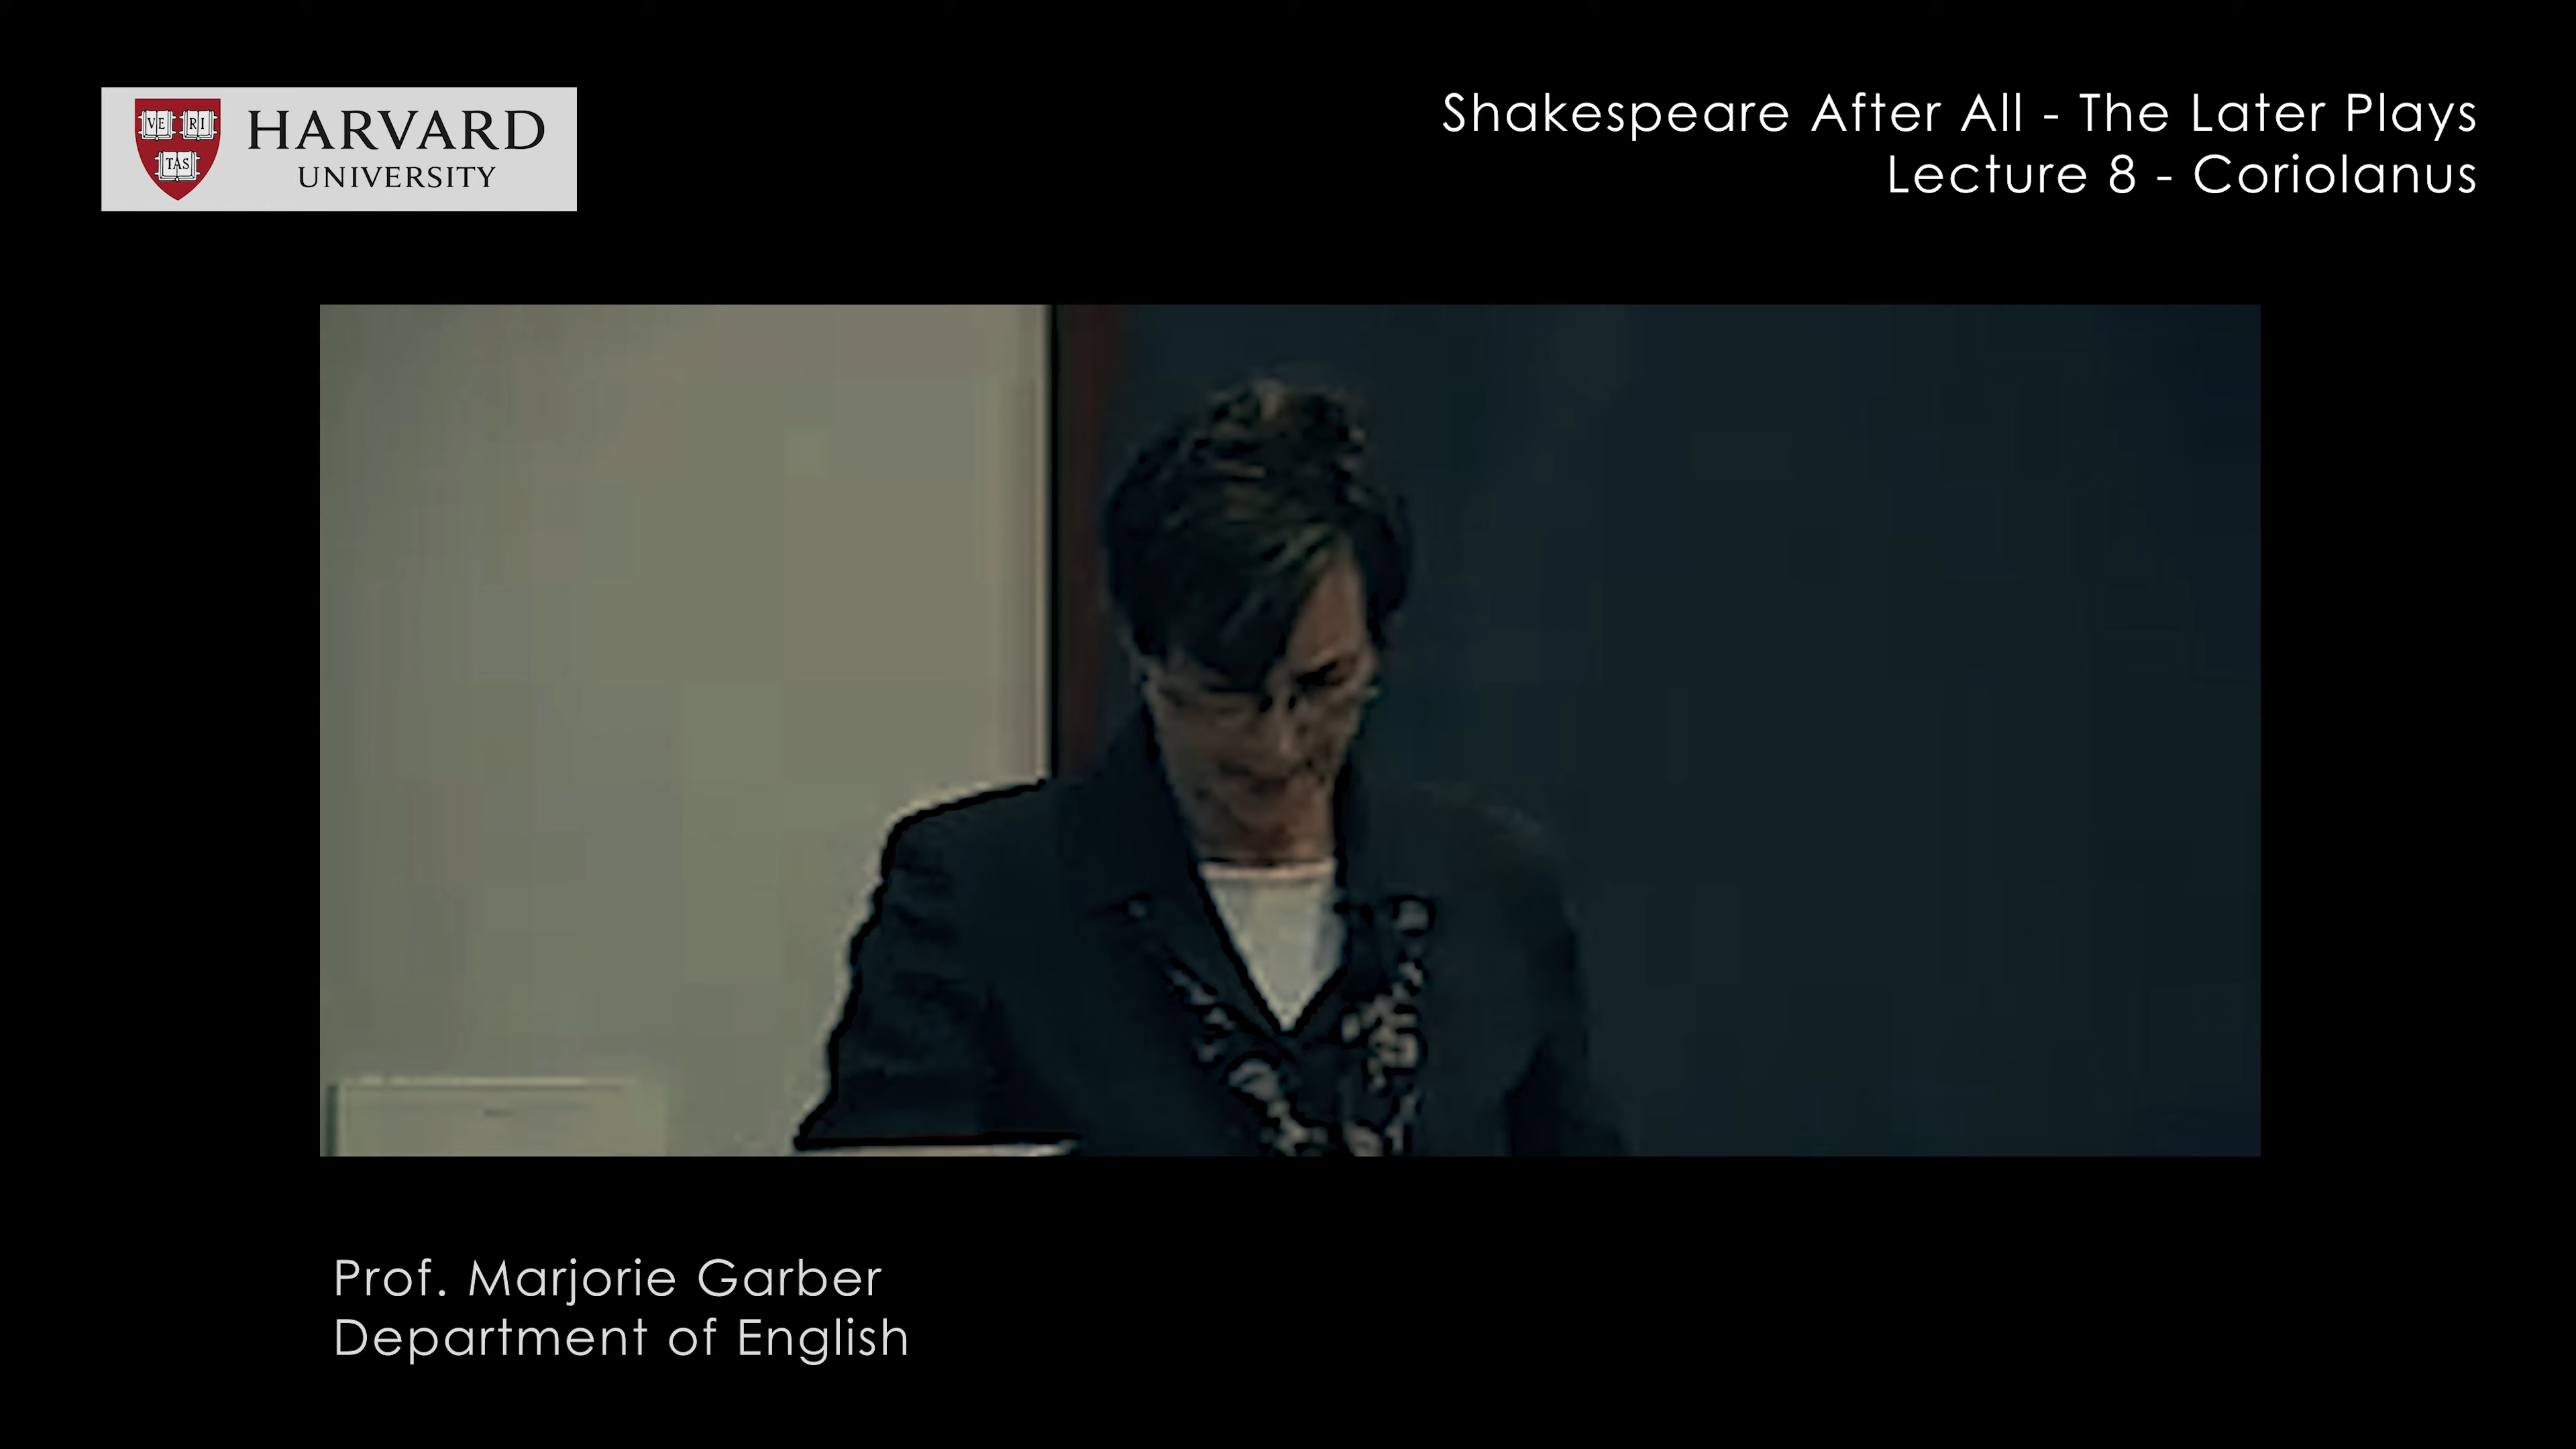 VE RI
TAS
HARVARD
UNIVERSITY
Shakespeare After All - The Later Plays
Lecture 8 - Coriolanus
Prof. Marjorie Garber
Department of English